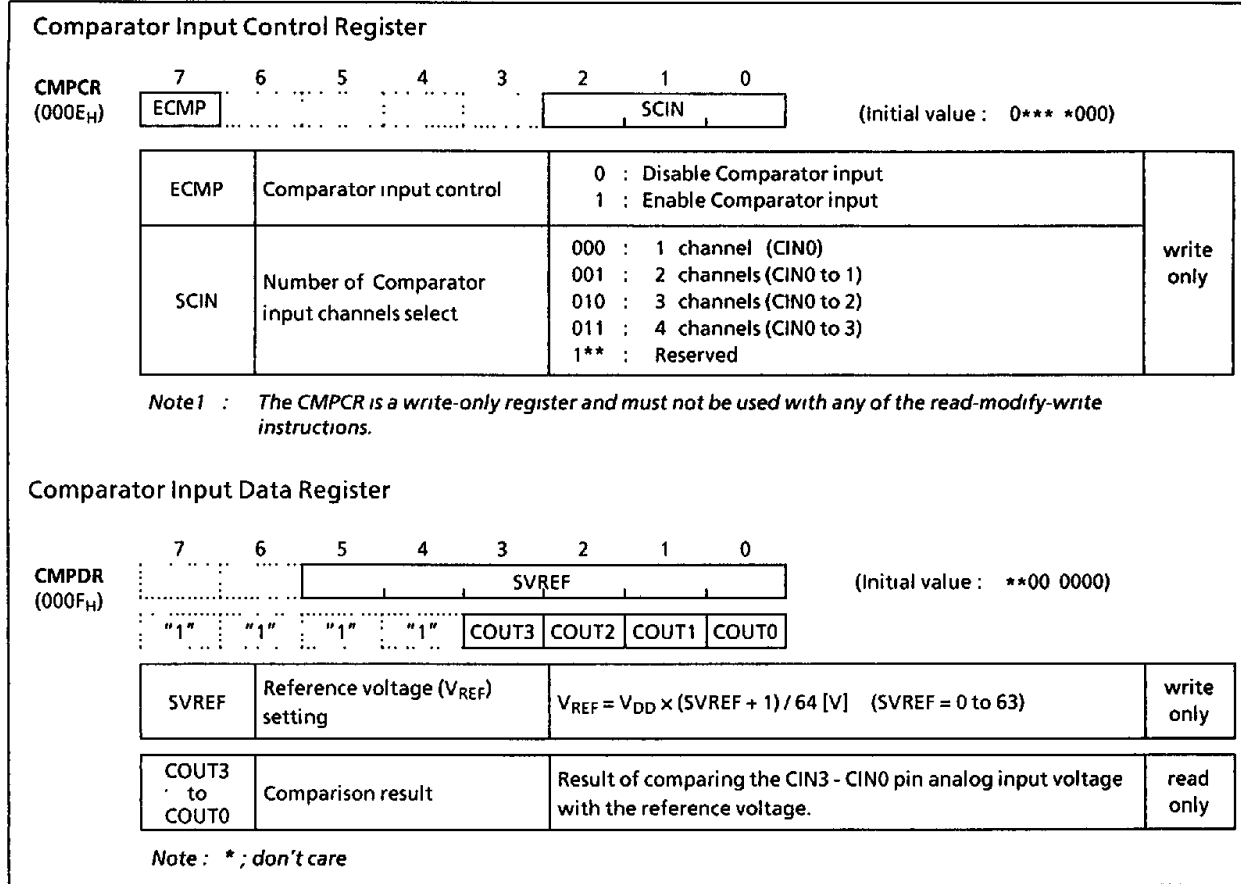 Comparator Input Control Register
7 6 5 4 3 2 1 0
CMPCR
(000EH)
ECMP SCIN (Initial value : 0*** *000)
ECMP Comparator input control 0 : Disable Comparator input
1 : Enable Comparator input
SCIN Number of Comparator input channels select 000 : 1 channel (CIN0)
001 : 2 channels (CIN0 to 1)
010 : 3 channels (CIN0 to 2)
011 : 4 channels (CIN0 to 3)
1** : Reserved
write only
Note1 : The CMPCR is a write-only register and must not be used with any of the read-modify-write
instructions.
Comparator Input Data Register
7 6 5 4 3 2 1 0
CMPDR
(000FH)
SVREF (Initial value : **00 0000)
"1" "1" "1" "1" COUT3 COUT2 COUT1 COUT0
SVREF Reference voltage (VREF) setting VREF = VDD × (SVREF + 1) / 64 [V] (SVREF = 0 to 63) write only
COUT3 to COUT0 Comparison result Result of comparing the CIN3 - CIN0 pin analog input voltage
with the reference voltage. read only
Note : * ; don't care